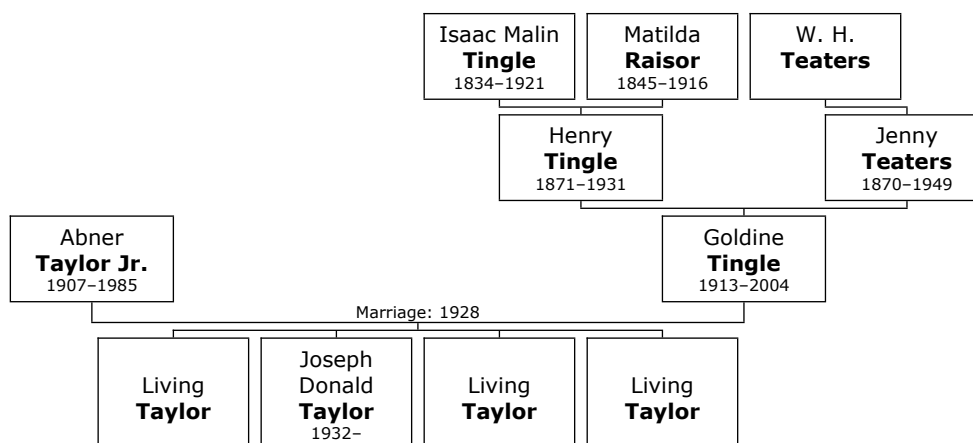 Isaac Malin
Tingle
1834–1921
Matilda
Raisor
1845–1916
W. H.
Teaters
Henry
Tingle
1871–1931
Jenny
Teaters
1870–1949
Abner
Taylor Jr.
1907–1985
Goldine
Tingle
1913–2004
Marriage: 1928
Living
Taylor
Joseph
Donald
Taylor
1932–
Living
Taylor
Living
Taylor